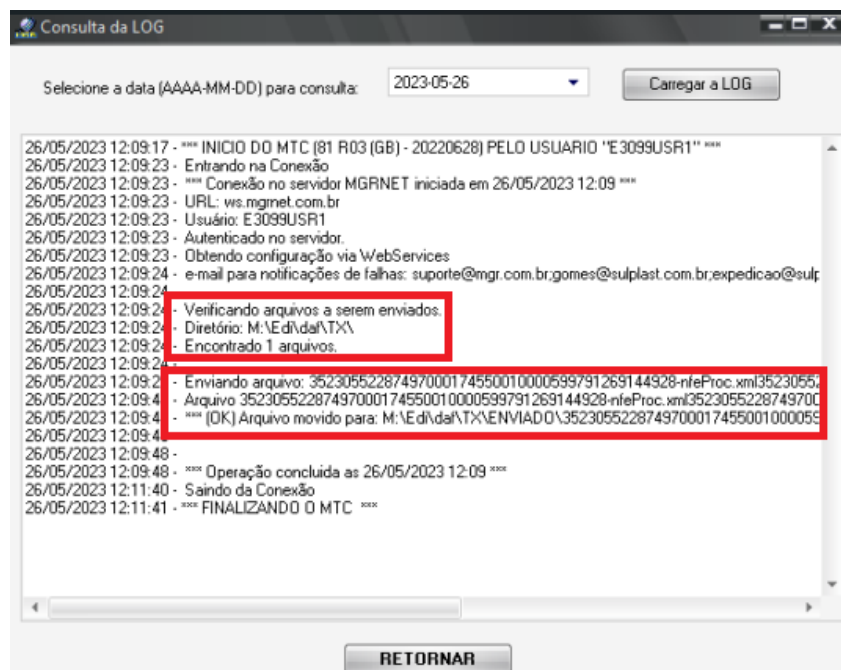 Consulta da LOG
Selecione a data (AAAA-MM-DD) para consulta:
2023-05-26
Carregar a LOG
26/05/2023 12:09:17 - *** INICIO DO MTC (81 R03 (GB) - 20220628) PELO USUARIO "E3099USR1" ***
26/05/2023 12:09:23 - Entrando na Conexão
26/05/2023 12:09:23 - *** Conexão no servidor MGRNET iniciada em 26/05/2023 12:09 ***
26/05/2023 12:09:23 - URL: ws.mgrnet.com.br
26/05/2023 12:09:23 - Usuário: E3099USR1
26/05/2023 12:09:23 - Autenticado no servidor.
26/05/2023 12:09:23 - Obtendo configuração via WebServices
26/05/2023 12:09:24 - e-mail para notificações de falhas: suporte@mgr.com.br;gomes@sulplast.com.br;expedicao@sulp
26/05/2023 12:09:24
26/05/2023 12:09:24 - Verificando arquivos a serem enviados.
26/05/2023 12:09:24 - Diretório: M:\Edi\daf\TX\
26/05/2023 12:09:24 - Encontrado 1 arquivos.
26/05/2023 12:09:24 -
26/05/2023 12:09:2 - Enviando arquivo: 35230552287497000174550010000599791269144928-nfeProc.xml35230552
26/05/2023 12:09:4 - Arquivo 35230552287497000174550010000599791269144928-nfeProc.xml352305522874970
26/05/2023 12:09:4 - *** (OK) Arquivo movido para: M:\Edi\daf\TX\ENVIADO\3523055228749700017455001000059
26/05/2023 12:09:48
26/05/2023 12:09:48 -
26/05/2023 12:09:48 - *** Operação concluida as 26/05/2023 12:09 ***
26/05/2023 12:11:40 - Saindo da Conexão
26/05/2023 12:11:41 - *** FINALIZANDO O MTC ***
RETORNAR